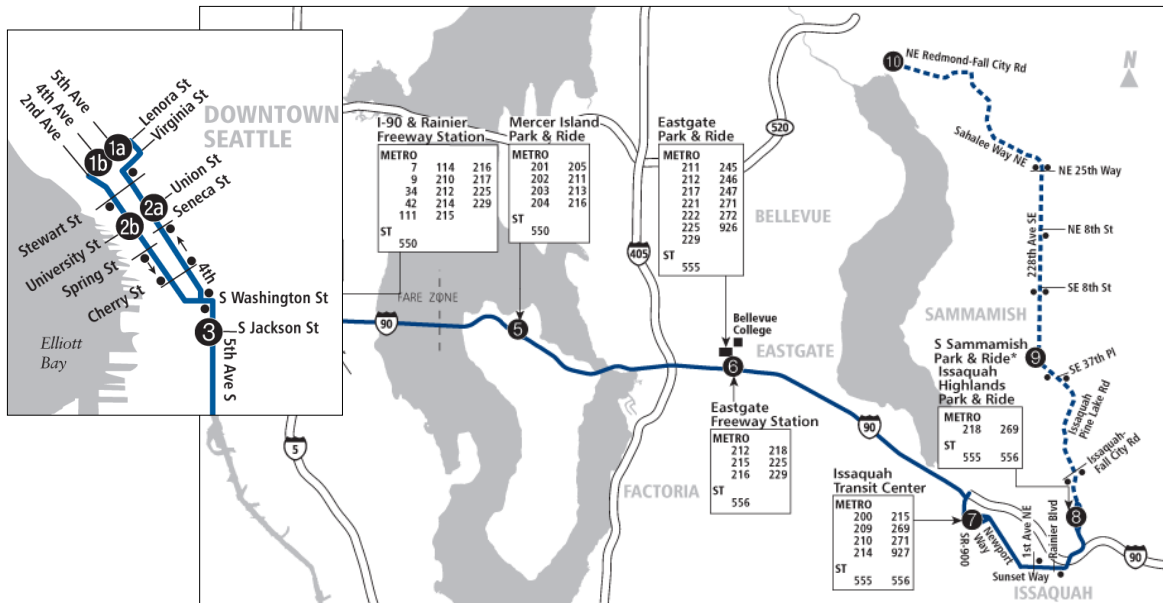 5th Ave
4th Ave
2nd Ave
Lenora St
Virginia St
DOWNTOWN
SEATTLE
1a
1b
Union St
Seneca St
2a
2b
Stewart St
University St
Spring St
Cherry St
4th
S Washington St
3
S Jackson St
Elliott
Bay
5th Ave S
I-90 & Rainier
Freeway Station
METRO
7 114 216
9 210 217
34 212 225
42 214 229
111 215
ST
550
Mercer Island
Park & Ride
METRO
201 205
202 211
203 213
204 216
ST
550
Eastgate
Park & Ride
METRO
211 245
212 246
217 247
221 271
222 272
225 926
229
ST
555
520
BELLEVUE
405
FARE ZONE
90
5
5
Bellevue
College
EASTGATE
6
Eastgate
Freeway Station
METRO
212 218
215 225
216 229
ST
556
FACTORIA
90
10
NE Redmond-Fall City Rd
N
Sahalee Way NE
NE 25th Way
228th Ave SE
NE 8th St
SE 8th St
SAMMAMISH
S Sammamish
Park & Ride*
Issaquah
Highlands
Park & Ride
METRO
218 269
ST
555 556
9
SE 37th Pl
Issaquah
Pine Lake Rd
Issaquah-
Fall City Rd
Issaquah
Transit Center
METRO
200 215
209 269
210 271
214 927
ST
555 556
7
Newport
Way
SR-900
1st Ave NE
Rainier Blvd
8
Sunset Way
ISSAQUAH
90